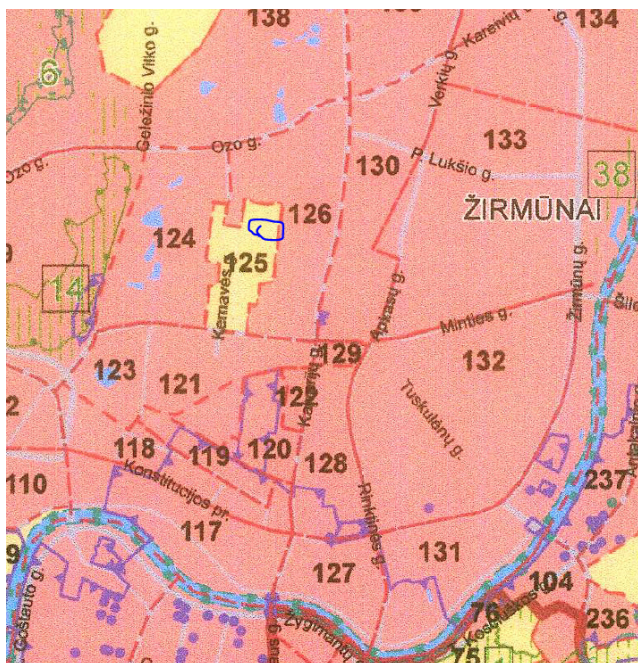 138
134
Kareivių
6
Geležinio Vilko g.
Verkių g.
Ozo g.
Ozo g.
133
130
P. Lukšio g.
38
ŽIRMŪNAI
126
124
125
Kernavės
14
Apkasų g.
Žirmūnų g.
Minties g.
129
132
123
121
122
Kalvarijų g.
Tuskulėnų g.
118
119
120
128
Konstitucijos pr.
110
237
117
Rinktinės g.
127
131
104
Goštauto g.
76
236
75